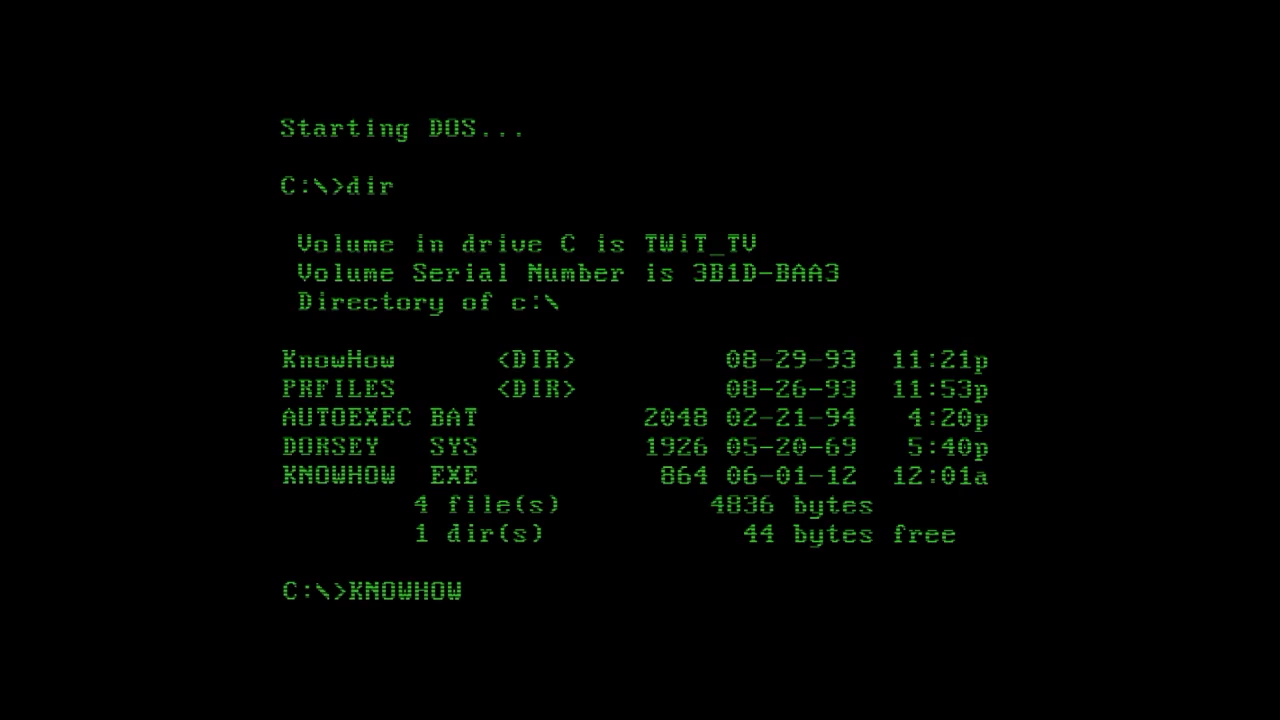 Starting DOS...
C:\>dir
Volume in drive C is TWiT_TV
Volume Serial Number is 3B1D-BAA3
Directory of c:\
KnowHow <DIR> 08-29-93 11:21p
PRFILES <DIR> 08-26-93 11:53p
AUTOEXEC BAT 2048 02-21-94 4:20p
DORSEY SYS 1926 05-20-69 5:40p
KNOWHOW EXE 864 06-01-12 12:01a
4 file(s) 4836 bytes
1 dir(s) 44 bytes free
C:\>KNOWHOW